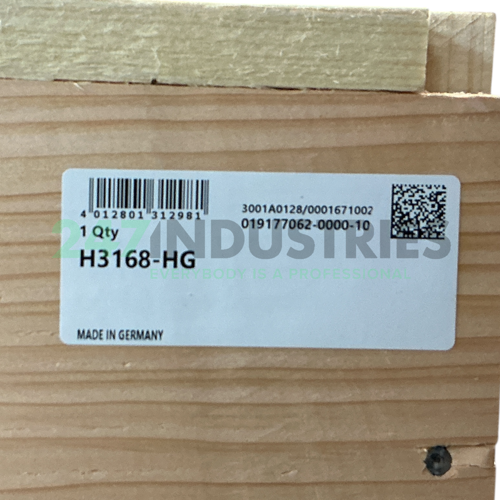 4 012801 312981
3001A0128/0001671002
019177062-0000-10
1 Qty
247INDUSTRIES
H3168-HG
EVERYBODY IS A PROFESSIONAL
MADE IN GERMANY